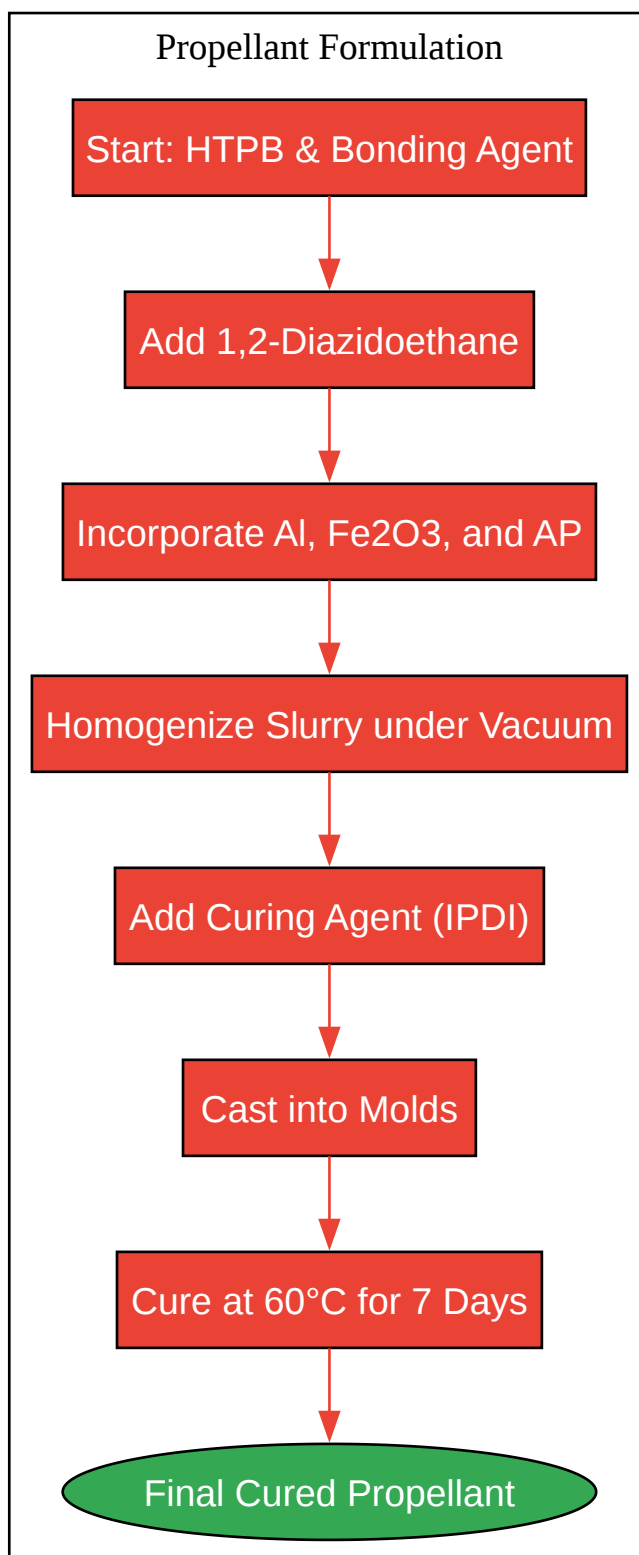 Propellant Formulation
Start: HTPB & Bonding Agent
Add 1,2-Diazidoethane
Incorporate Al, Fe2O3, and AP
Homogenize Slurry under Vacuum
Add Curing Agent (IPDI)
Cast into Molds
Cure at 60°C for 7 Days
Final Cured Propellant